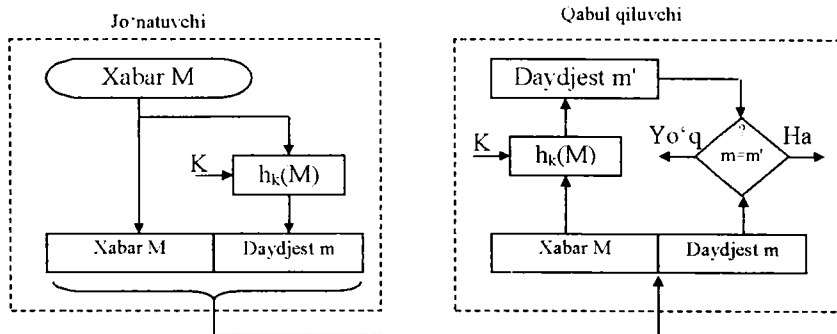 Jo‘natuvchi
Xabar M
K
hk(M)
Xabar M
Daydjest m
Qabul qiluvchi
Daydjest m'
K
hk(M)
Yo‘q
?
m=m'
Ha
Xabar M
Daydjest m